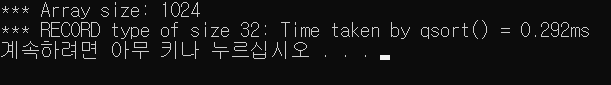 *** Array size: 1024
*** RECORD type of size 32: Time taken by qsort() = 0.292ms
계속하려면 아무 키나 누르십시오 . . .